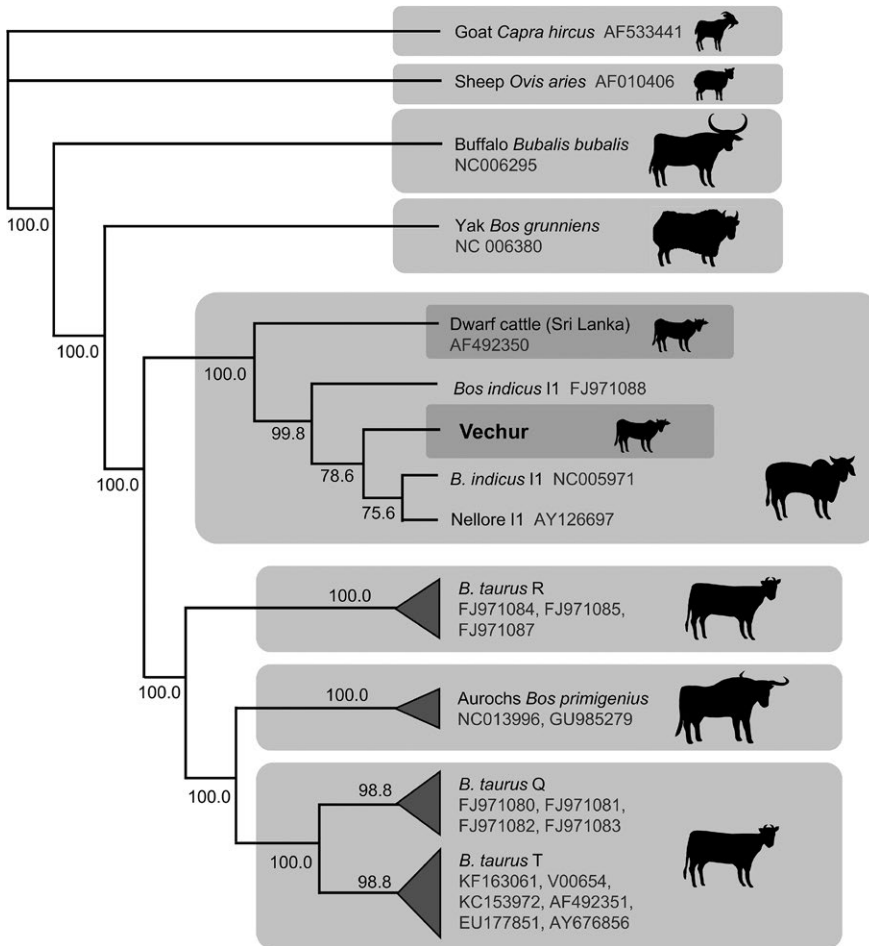 Goat Capra hircus AF533441
Sheep Ovis aries AF010406
Buffalo Bubalis bubalis
NC006295
100.0
Yak Bos grunniens
NC 006380
100.0
Dwarf cattle (Sri Lanka)
AF492350
100.0
Bos indicus I1 FJ971088
99.8
Vechur
78.6
B. indicus I1 NC005971
100.0
75.6
Nellore I1 AY126697
100.0
B. taurus R
FJ971084, FJ971085,
FJ971087
100.0
100.0
Aurochs Bos primigenius
NC013996, GU985279
100.0
98.8
B. taurus Q
FJ971080, FJ971081,
FJ971082, FJ971083
100.0
98.8
B. taurus T
KF163061, V00654,
KC153972, AF492351,
EU177851, AY676856